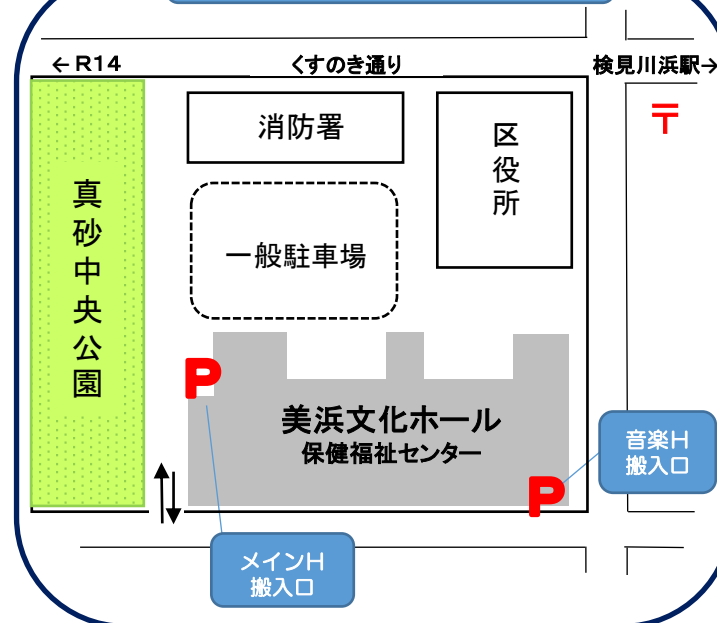 ←R14
くすのき通り
検見川浜駅→
〒
消防署
区役所
真砂中央公園
一般駐車場
P
美浜文化ホール
保健福祉センター
音楽H
搬入口
P
メインH
搬入口